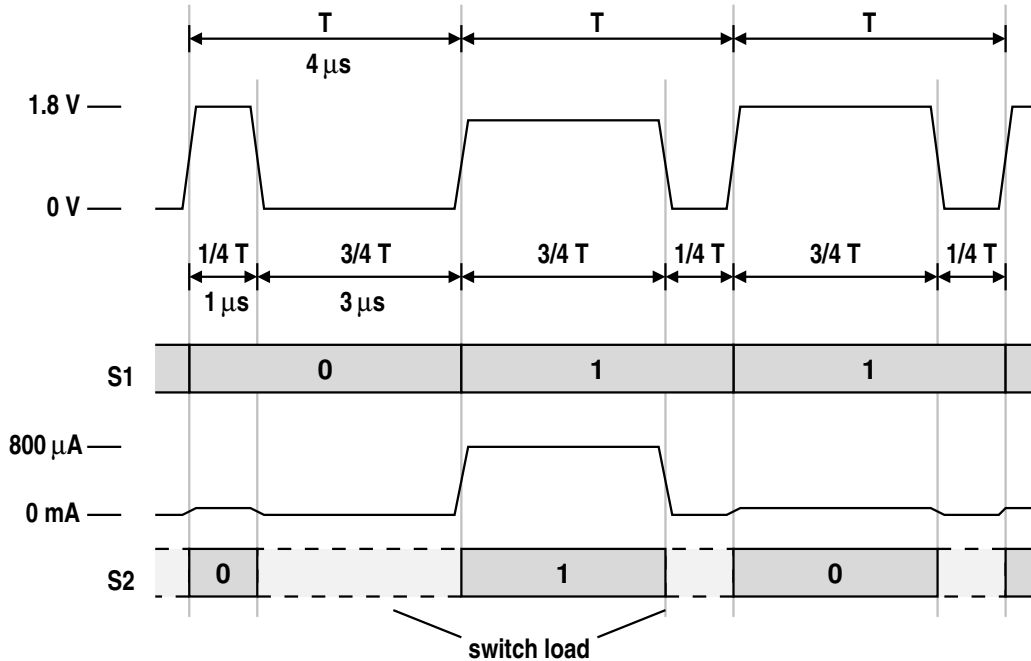 T T T
4 μs
1.8 V
0 V
1/4 T 3/4 T 3/4 T 1/4 T 3/4 T 1/4 T
1 μs 3 μs
S1 0 1 1
800 μA
0 mA
S2 0 1 0
switch load